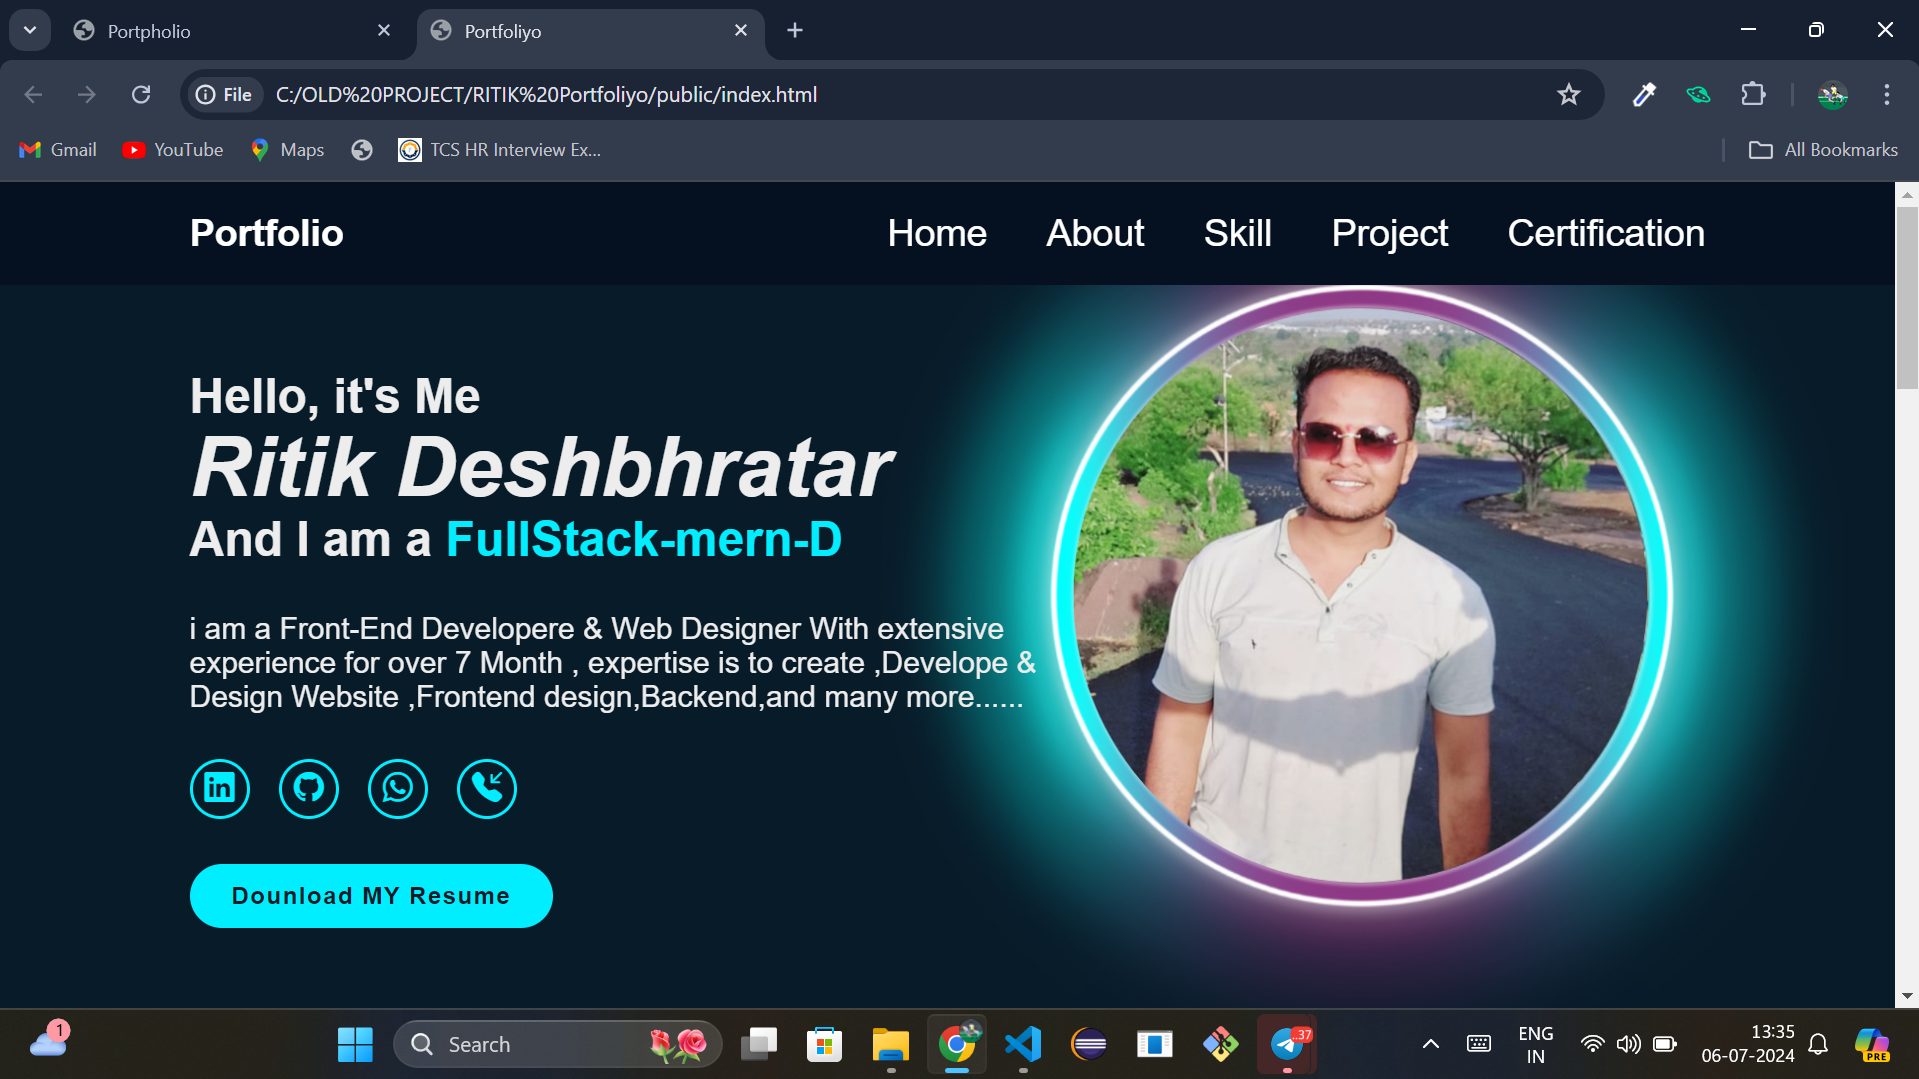 Portpholio
Portfoliyo
File
C:/OLD%20PROJECT/RITIK%20Portfoliyo/public/index.html
Gmail
YouTube
Maps
TCS HR Interview Ex...
All Bookmarks
Portfolio
Home
About
Skill
Project
Certification
Hello, it's Me
Ritik Deshbhratar
And I am a FullStack-mern-D
i am a Front-End Developere & Web Designer With extensive
experience for over 7 Month , expertise is to create ,Develope &
Design Website ,Frontend design,Backend,and many more......
in
Dounload MY Resume
1
Search
..37
ENG
IN
13:35
06-07-2024
PRE